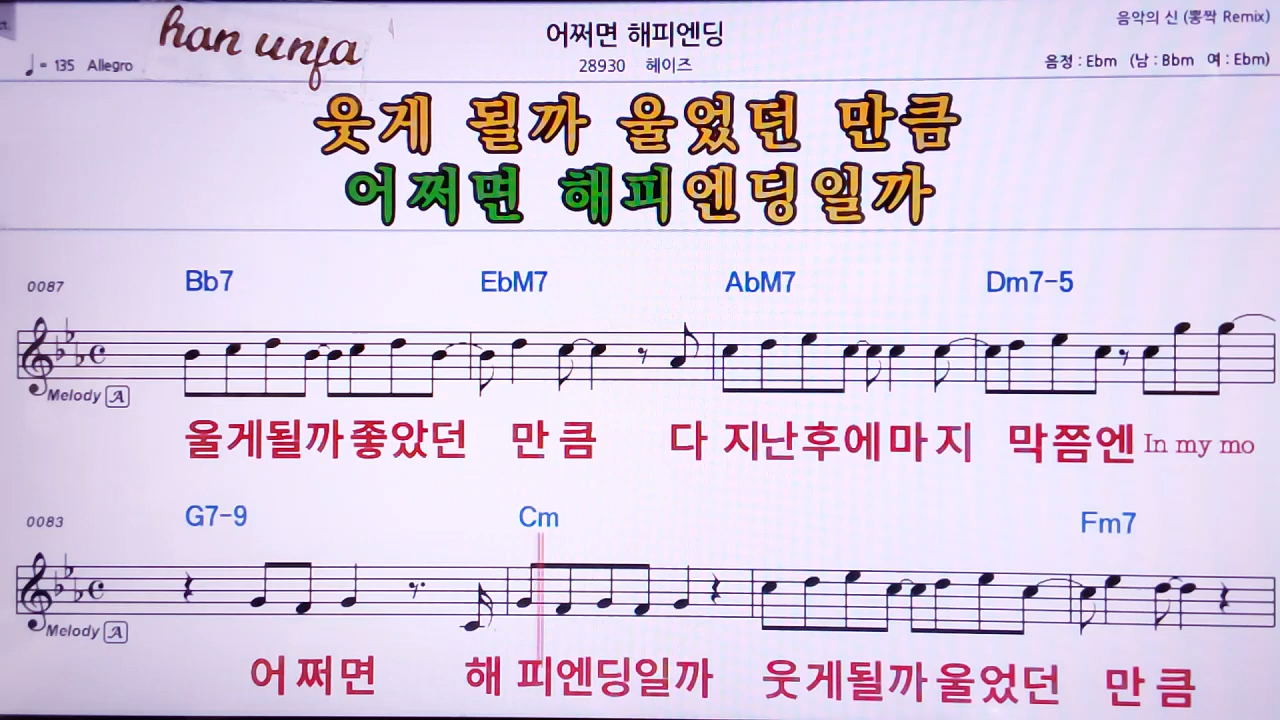 han unfa
어쩌면 해피엔딩
음악의 신 (뽕짝 Remix)
♩ = 135 Allegro
28930 헤이즈
음정 : Ebm (남 : Bbm 여 : Ebm)
웃게 될까 울었던 만큼
어쩌면 해피엔딩일까
0087 Bb7 EbM7 AbM7 Dm7-5
Melody A
울게될까좋았던 만큼 다 지난후에마지 막쯤엔 In my mo
0083 G7-9 Cm Fm7
Melody A
어쩌면 해 피엔딩일까 웃게될까울었던 만큼